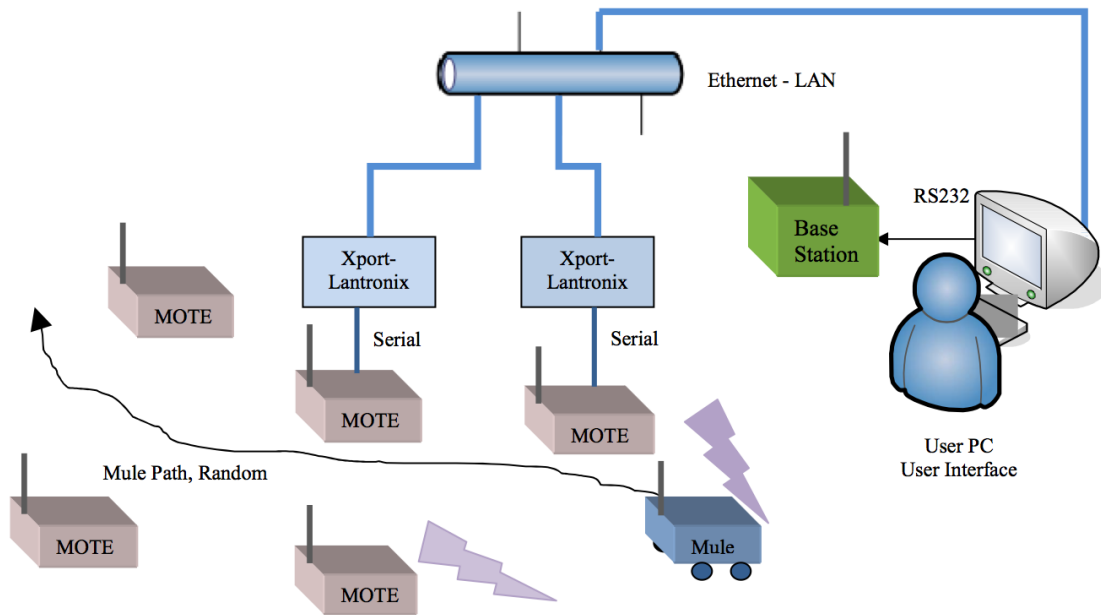 Ethernet - LAN
RS232
Base
Station
Xport-
Lantronix
Xport-
Lantronix
MOTE
Serial
Serial
MOTE
MOTE
User PC
User Interface
Mule Path, Random
MOTE
Mule
MOTE